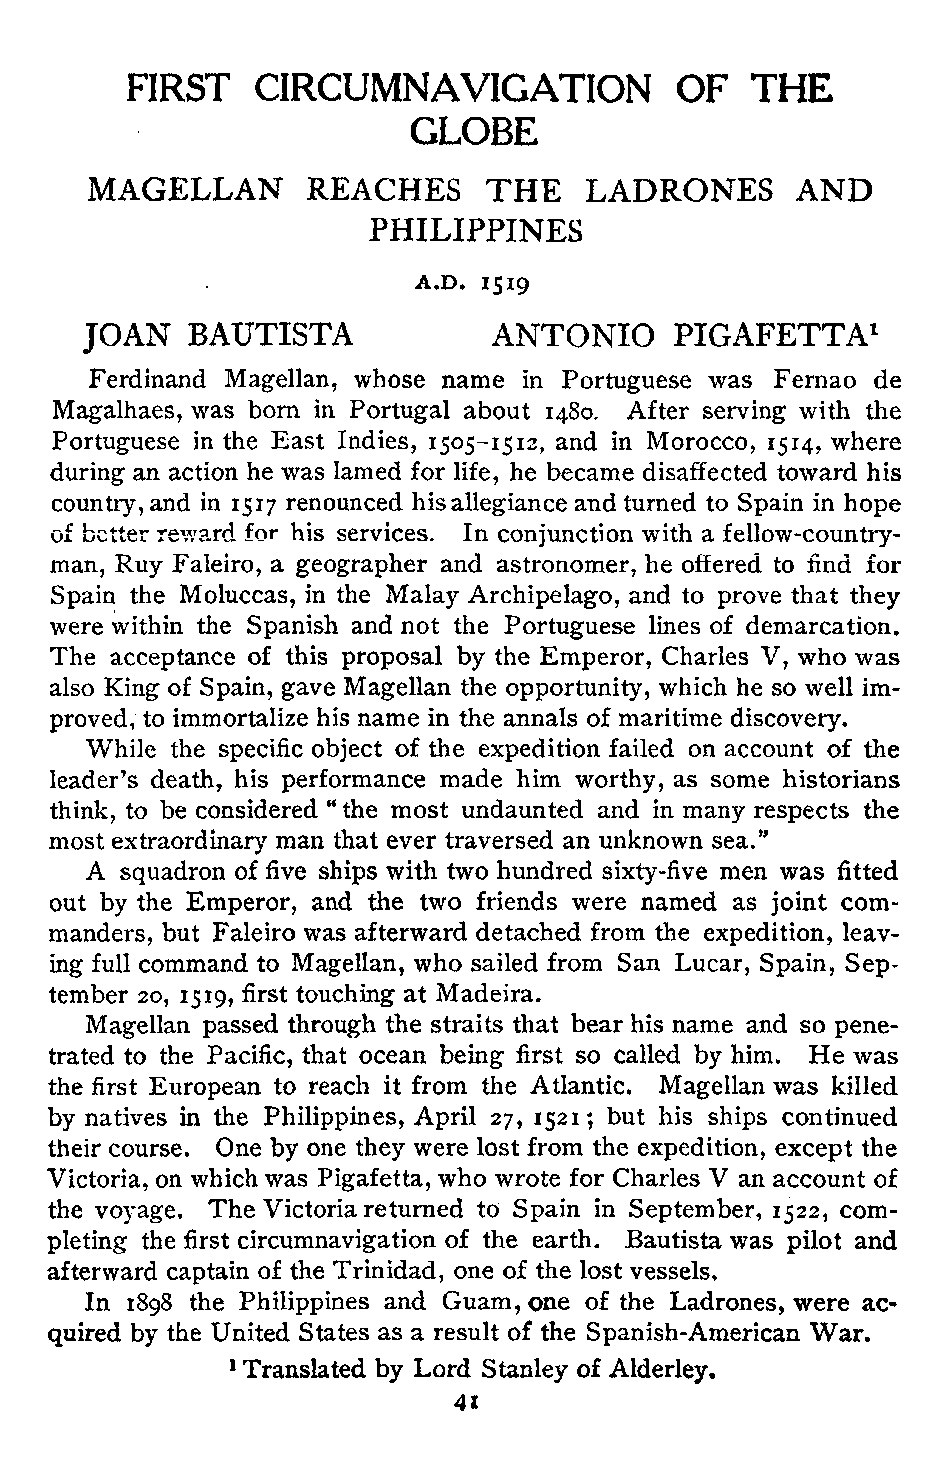 FIRST CIRCUMNAVIGATION OF THE
GLOBE
MAGELLAN REACHES THE LADRONES AND
PHILIPPINES
A.D. 1519
JOAN BAUTISTA ANTONIO PIGAFETTA¹
Ferdinand Magellan, whose name in Portuguese was Fernao de
Magalhaes, was born in Portugal about 1480. After serving with the
Portuguese in the East Indies, 1505–1512, and in Morocco, 1514, where
during an action he was lamed for life, he became disaffected toward his
country, and in 1517 renounced his allegiance and turned to Spain in hope
of better reward for his services. In conjunction with a fellow-country-
man, Ruy Faleiro, a geographer and astronomer, he offered to find for
Spain the Moluccas, in the Malay Archipelago, and to prove that they
were within the Spanish and not the Portuguese lines of demarcation.
The acceptance of this proposal by the Emperor, Charles V, who was
also King of Spain, gave Magellan the opportunity, which he so well im-
proved, to immortalize his name in the annals of maritime discovery.
While the specific object of the expedition failed on account of the
leader's death, his performance made him worthy, as some historians
think, to be considered "the most undaunted and in many respects the
most extraordinary man that ever traversed an unknown sea."
A squadron of five ships with two hundred sixty-five men was fitted
out by the Emperor, and the two friends were named as joint com-
manders, but Faleiro was afterward detached from the expedition, leav-
ing full command to Magellan, who sailed from San Lucar, Spain, Sep-
tember 20, 1519, first touching at Madeira.
Magellan passed through the straits that bear his name and so pene-
trated to the Pacific, that ocean being first so called by him. He was
the first European to reach it from the Atlantic. Magellan was killed
by natives in the Philippines, April 27, 1521; but his ships continued
their course. One by one they were lost from the expedition, except the
Victoria, on which was Pigafetta, who wrote for Charles V an account of
the voyage. The Victoria returned to Spain in September, 1522, com-
pleting the first circumnavigation of the earth. Bautista was pilot and
afterward captain of the Trinidad, one of the lost vessels.
In 1898 the Philippines and Guam, one of the Ladrones, were ac-
quired by the United States as a result of the Spanish-American War.
¹ Translated by Lord Stanley of Alderley.
41